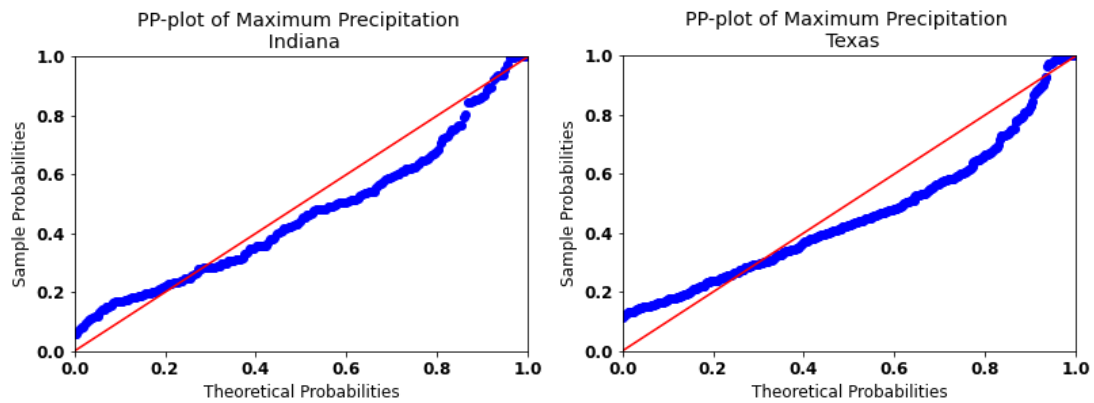 PP-plot of Maximum Precipitation
Indiana
1.0
0.8
0.6
0.4
0.2
0.0
Sample Probabilities
0.0 0.2 0.4 0.6 0.8 1.0
Theoretical Probabilities
PP-plot of Maximum Precipitation
Texas
1.0
0.8
0.6
0.4
0.2
0.0
Sample Probabilities
0.0 0.2 0.4 0.6 0.8 1.0
Theoretical Probabilities